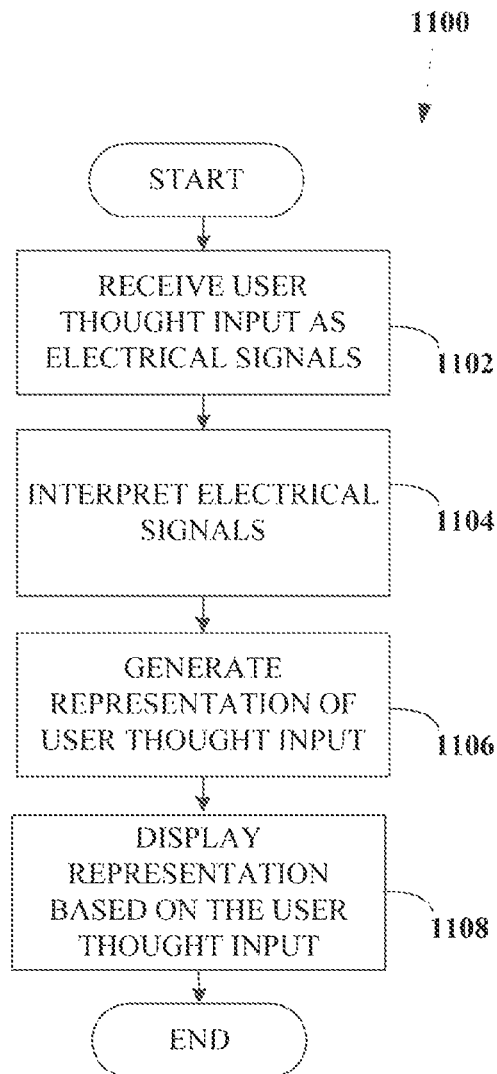 1100
START
RECEIVE USER
THOUGHT INPUT AS
ELECTRICAL SIGNALS
1102
INTERPRET ELECTRICAL
SIGNALS
1104
GENERATE
REPRESENTATION OF
USER THOUGHT INPUT
1106
DISPLAY
REPRESENTATION
BASED ON THE USER
THOUGHT INPUT
1108
END